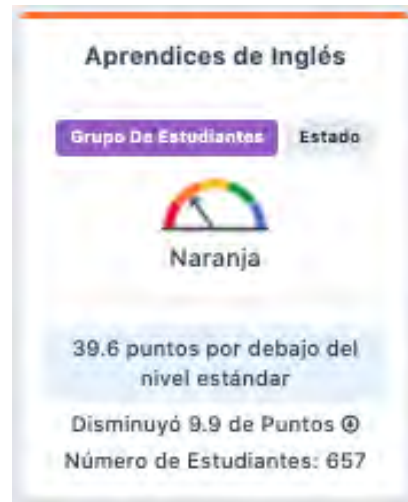 Aprendices de Inglés
Grupo De Estudiantes Estado
Naranja
39.6 puntos por debajo del
nivel estándar
Disminuyó 9.9 de Puntos
Número de Estudiantes: 657